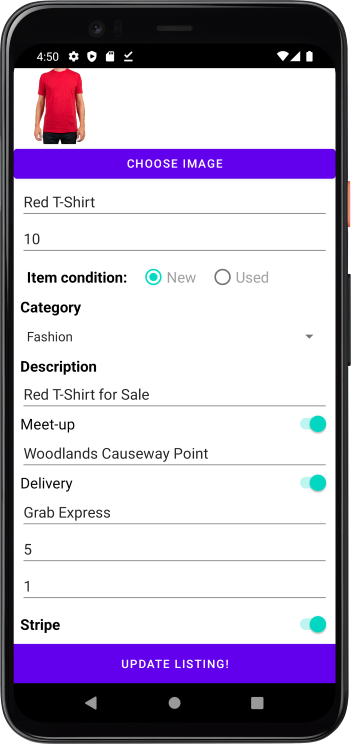 4:50
CHOOSE IMAGE
Red T-Shirt
10
Item condition: New Used
Category
Fashion
Description
Red T-Shirt for Sale
Meet-up
Woodlands Causeway Point
Delivery
Grab Express
5
1
Stripe
UPDATE LISTING!